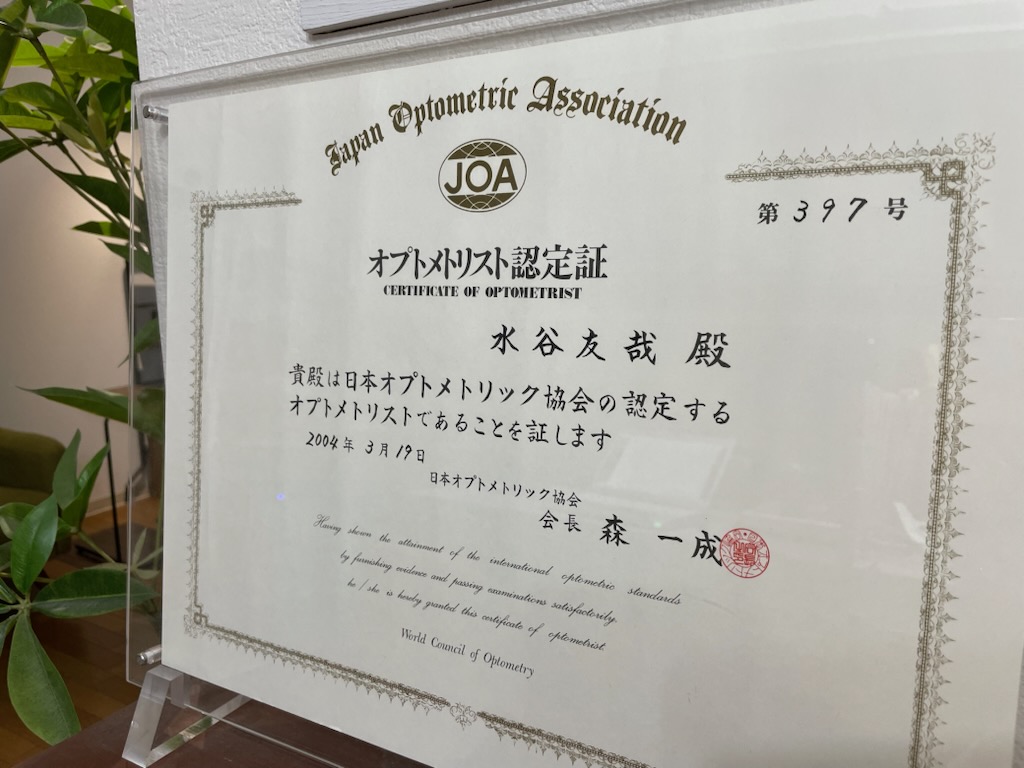 Japan Optometric Association
JOA
第 397 号
オプトメトリスト認定証
CERTIFICATE OF OPTOMETRIST
水谷友哉 殿
貴殿は日本オプトメトリック協会の認定する
オプトメトリストであることを証します
2004年 3月19日
日本オプトメトリック協会
会長 森 一成
Having shown the attainment of the international optometric standards
by furnishing evidence and passing examinations satisfactorily.
he / she is hereby granted this certificate of optometrist.
World Council of Optometry